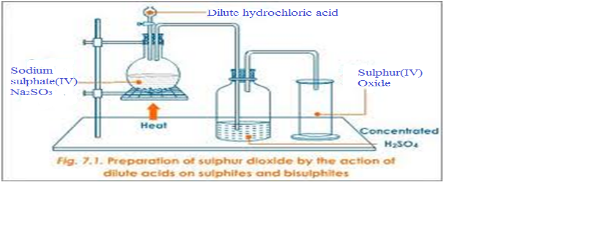 Dilute hydrochloric acid
Sodium
sulphate(IV)
Na₂SO₃
Sulphur(IV)
Oxide
Heat
Concentrated
H₂SO₄
Fig. 7.1. Preparation of sulphur dioxide by the action of
dilute acids on sulphites and bisulphites